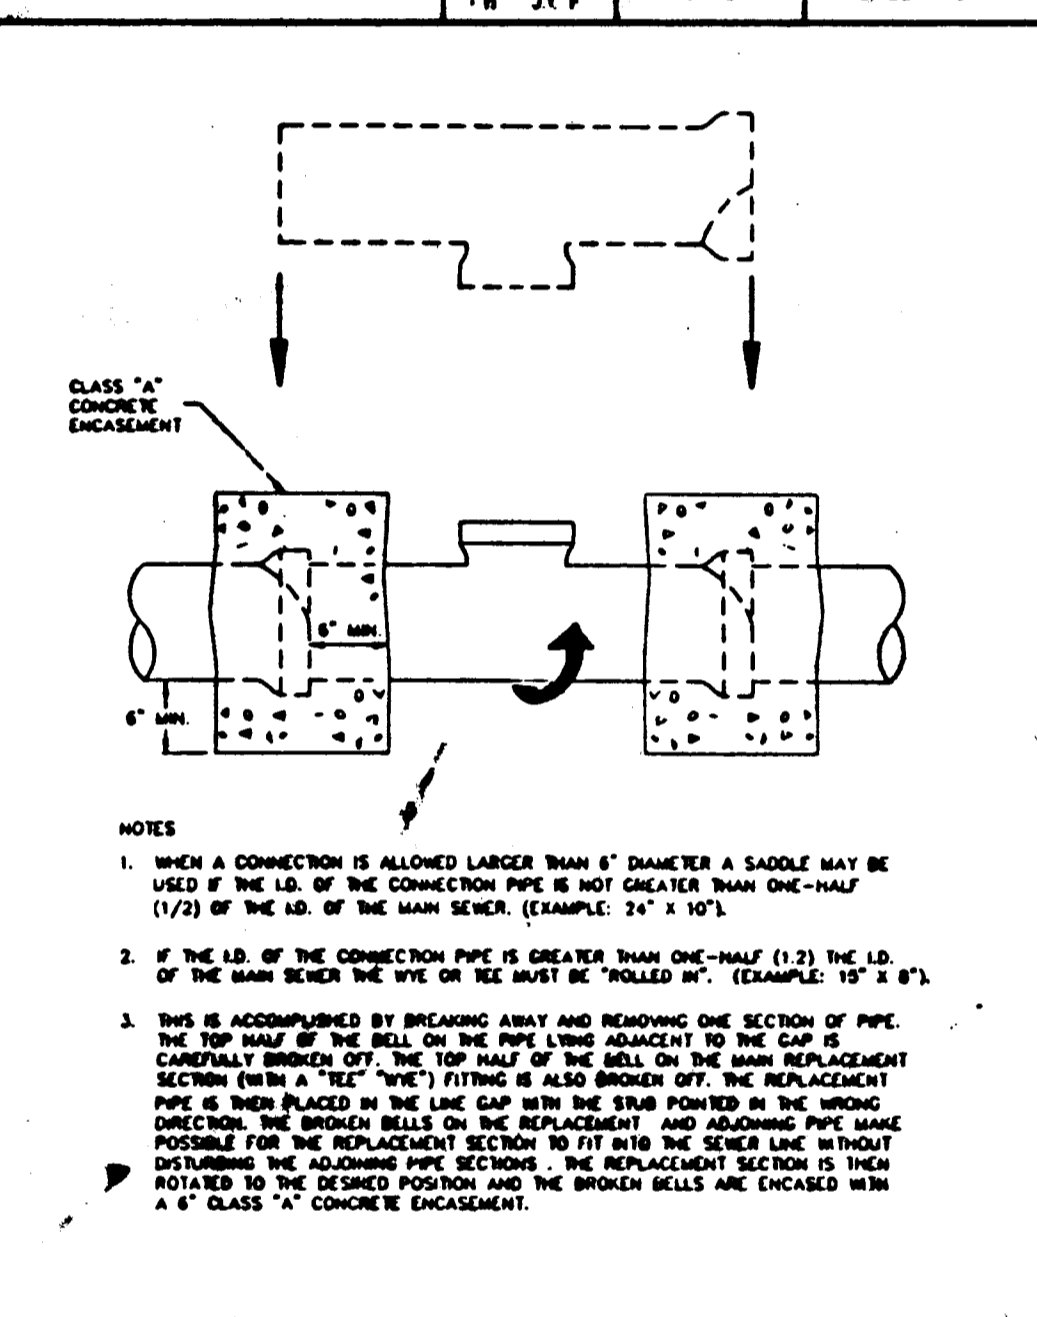 CLASS "A"
CONCRETE
ENCASEMENT
6" MIN.
6" MIN.
NOTES
1. WHEN A CONNECTION IS ALLOWED LARGER THAN 6" DIAMETER A SADDLE MAY BE
USED IF THE I.D. OF THE CONNECTION PIPE IS NOT GREATER THAN ONE-HALF
(1/2) OF THE I.D. OF THE MAIN SEWER. (EXAMPLE: 24" X 10").
2. IF THE I.D. OF THE CONNECTION PIPE IS GREATER THAN ONE-HALF (1.2) THE I.D.
OF THE MAIN SEWER THE WYE OR TEE MUST BE "ROLLED IN". (EXAMPLE: 15" X 8").
3. THIS IS ACCOMPLISHED BY BREAKING AWAY AND REMOVING ONE SECTION OF PIPE.
THE TOP HALF OF THE BELL ON THE PIPE LYING ADJACENT TO THE GAP IS
CAREFULLY BROKEN OFF. THE TOP HALF OF THE BELL ON THE MAIN REPLACEMENT
SECTION (WITH A "TEE" "WYE") FITTING IS ALSO BROKEN OFF. THE REPLACEMENT
PIPE IS THEN PLACED IN THE LINE GAP WITH THE STUB POINTED IN THE WRONG
DIRECTION. THE BROKEN BELLS ON THE REPLACEMENT AND ADJOINING PIPE MAKE
POSSIBLE FOR THE REPLACEMENT SECTION TO FIT INTO THE SEWER LINE WITHOUT
DISTURBING THE ADJOINING PIPE SECTIONS . THE REPLACEMENT SECTION IS THEN
ROTATED TO THE DESIRED POSITION AND THE BROKEN BELLS ARE ENCASED WITH
A 6" CLASS "A" CONCRETE ENCASEMENT.